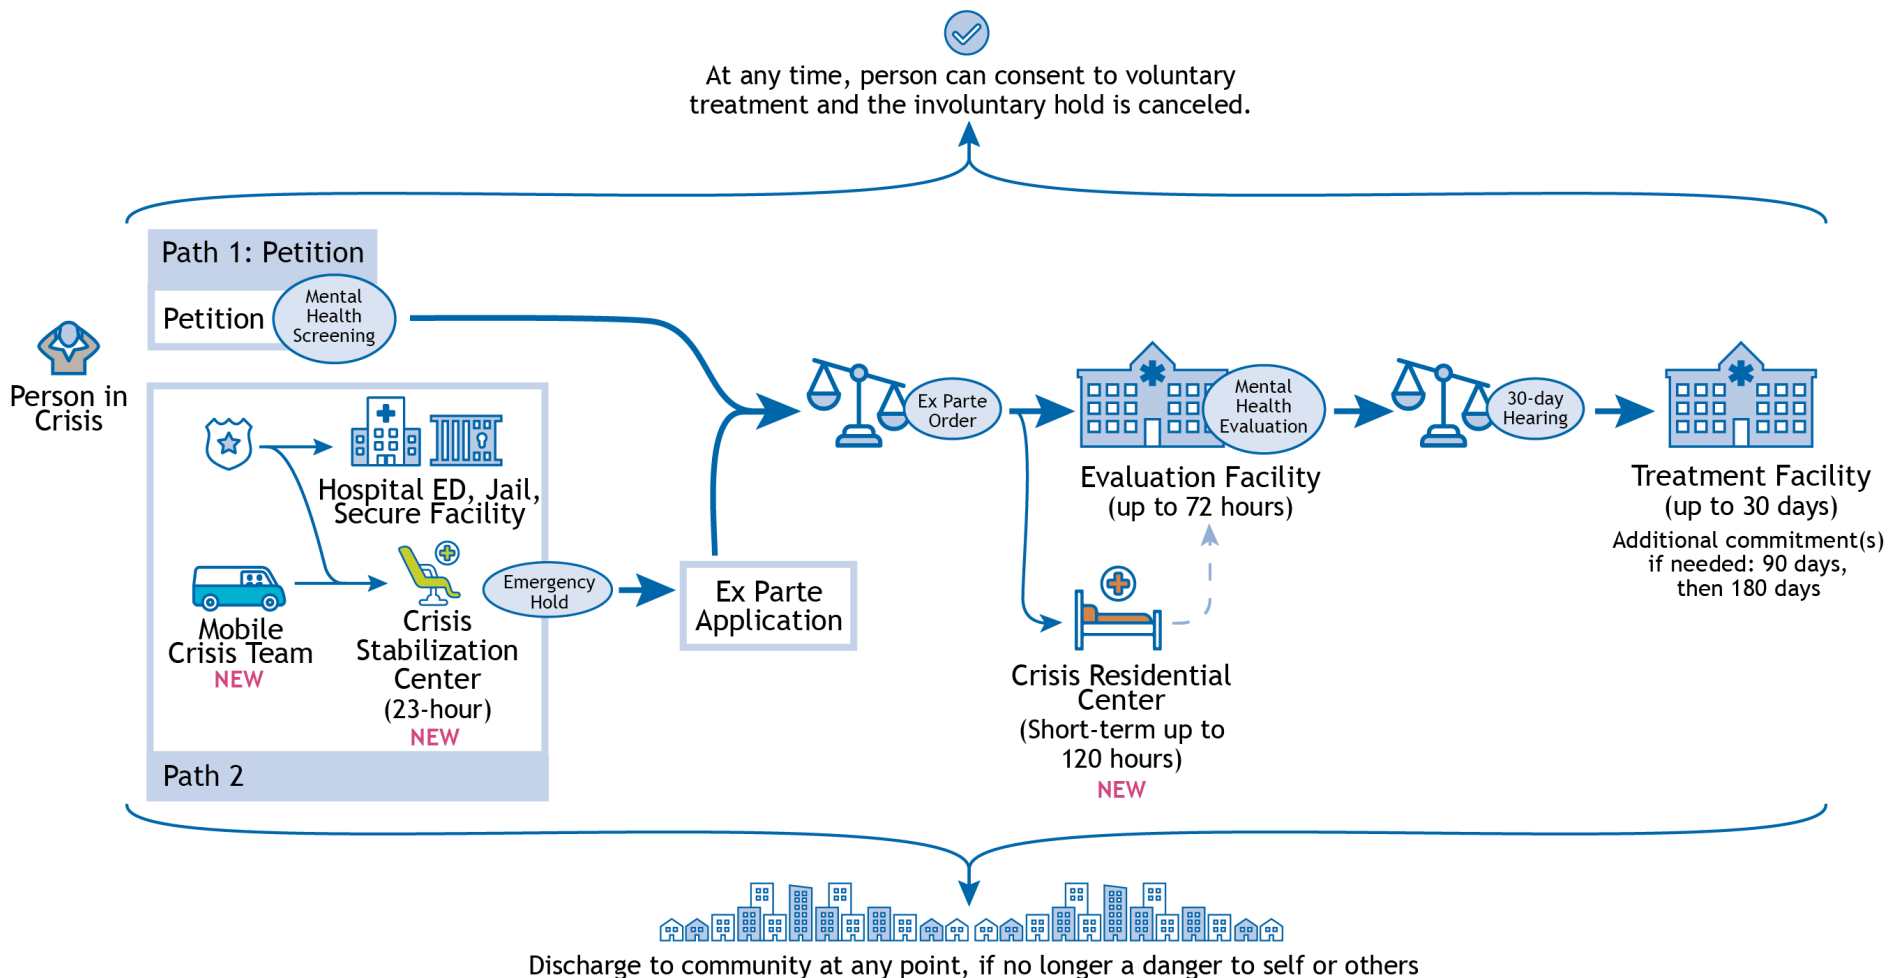 At any time, person can consent to voluntary
treatment and the involuntary hold is canceled.
Path 1: Petition
Petition
Mental
Health
Screening
Person in
Crisis
Hospital ED, Jail,
Secure Facility
Mobile
Crisis Team
NEW
Crisis
Stabilization
Center
(23-hour)
NEW
Emergency
Hold
Path 2
Ex Parte
Application
Ex Parte
Order
Mental
Health
Evaluation
Evaluation Facility
(up to 72 hours)
Crisis Residential
Center
(Short-term up to
120 hours)
NEW
30-day
Hearing
Treatment Facility
(up to 30 days)
Additional commitment(s)
if needed: 90 days,
then 180 days
Discharge to community at any point, if no longer a danger to self or others